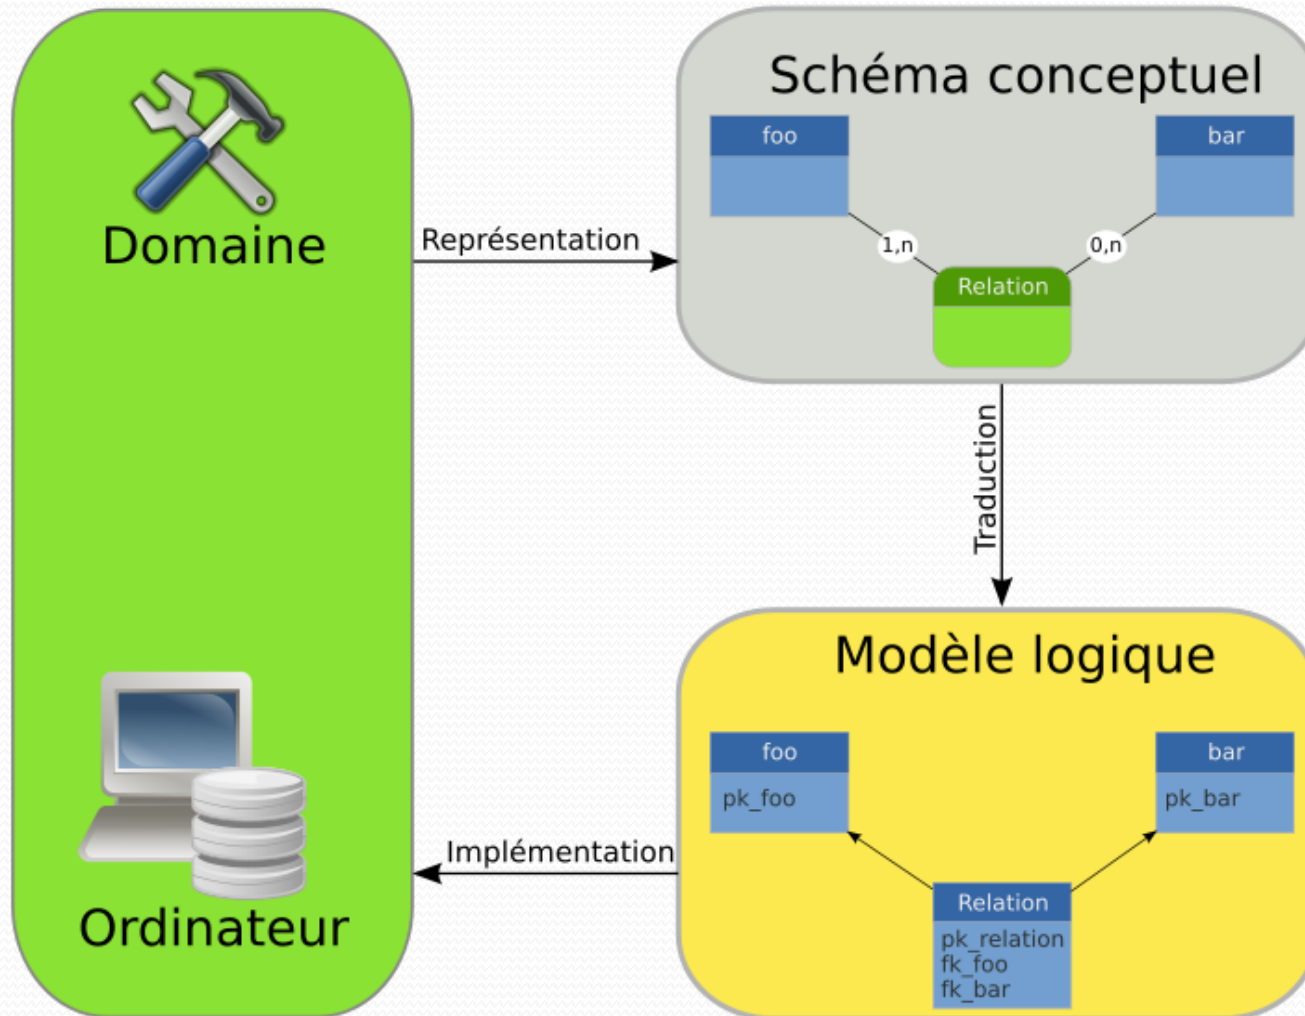 Domaine
Représentation
Schéma conceptuel
foo
bar
1,n
0,n
Relation
Traduction
Modèle logique
foo
pk_foo
bar
pk_bar
Relation
pk_relation
fk_foo
fk_bar
Implémentation
Ordinateur